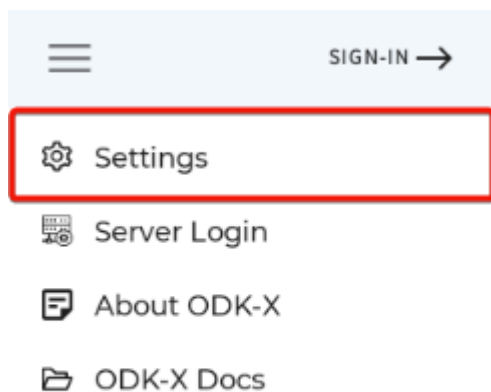 SIGN-IN
Settings
Server Login
About ODK-X
ODK-X Docs